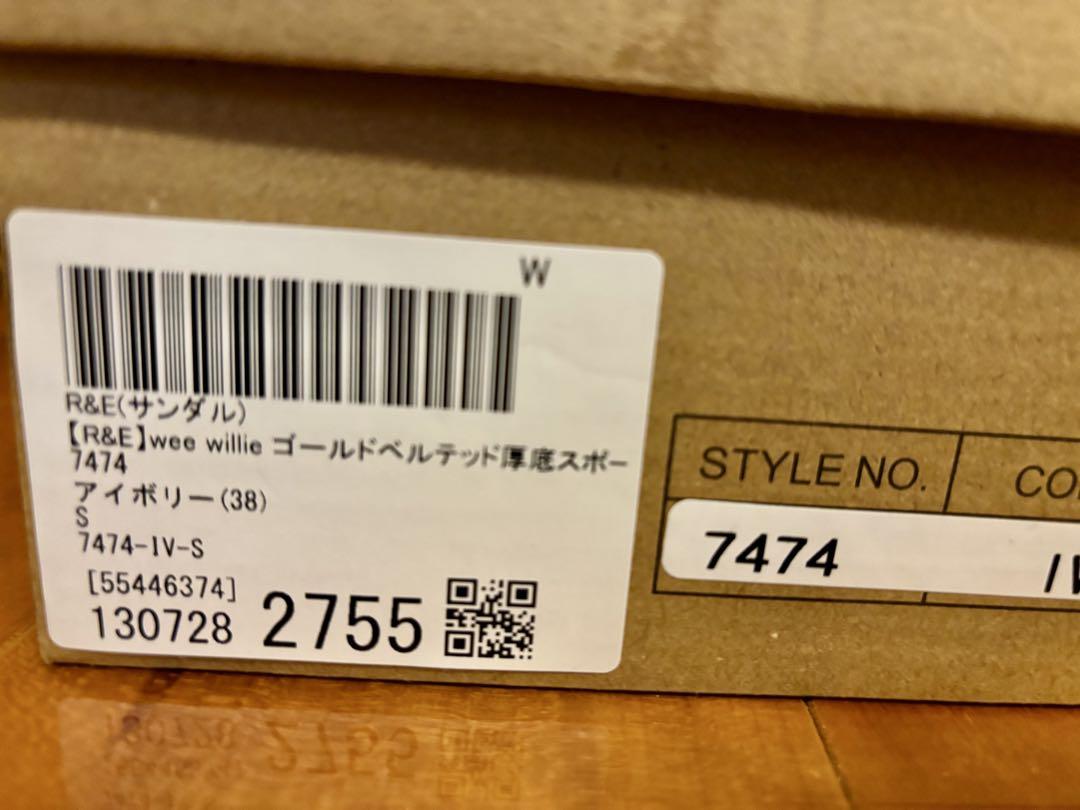 W
R&E(サンダル)
【R&E】wee willie ゴールドベルテッド厚底スポー
7474
アイボリー(38)
S
7474-IV-S
[55446374]
130728 2755
STYLE NO.
7474